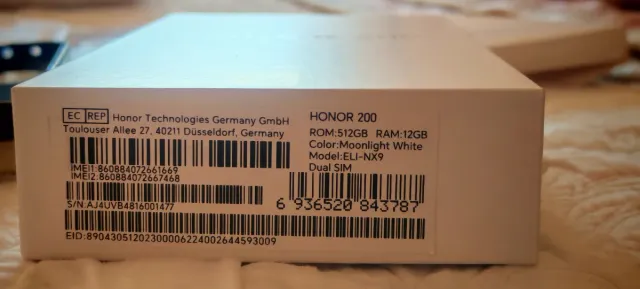 EC REP Honor Technologies Germany GmbH
Toulouser Allee 27, 40211 Düsseldorf, Germany
IMEI1:860884072661669
IMEI2:860884072667468
S/N:AJ4UVB4816001477
EID:89043051202300006224002644593009
HONOR 200
ROM:512GB RAM:12GB
Color:Moonlight White
Model:ELI-NX9
Dual SIM
6 936520 843787